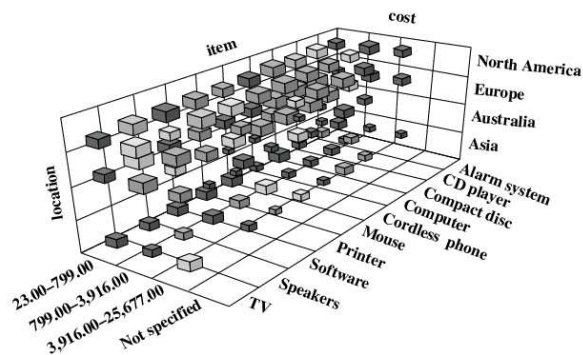 cost
item
location
North America
Europe
Australia
Asia
Alarm system
CD player
Compact disc
Computer
Cordless phone
Mouse
Printer
Software
Speakers
TV
23.00–799.00
799.00–3,916.00
3,916.00–25,677.00
Not specified